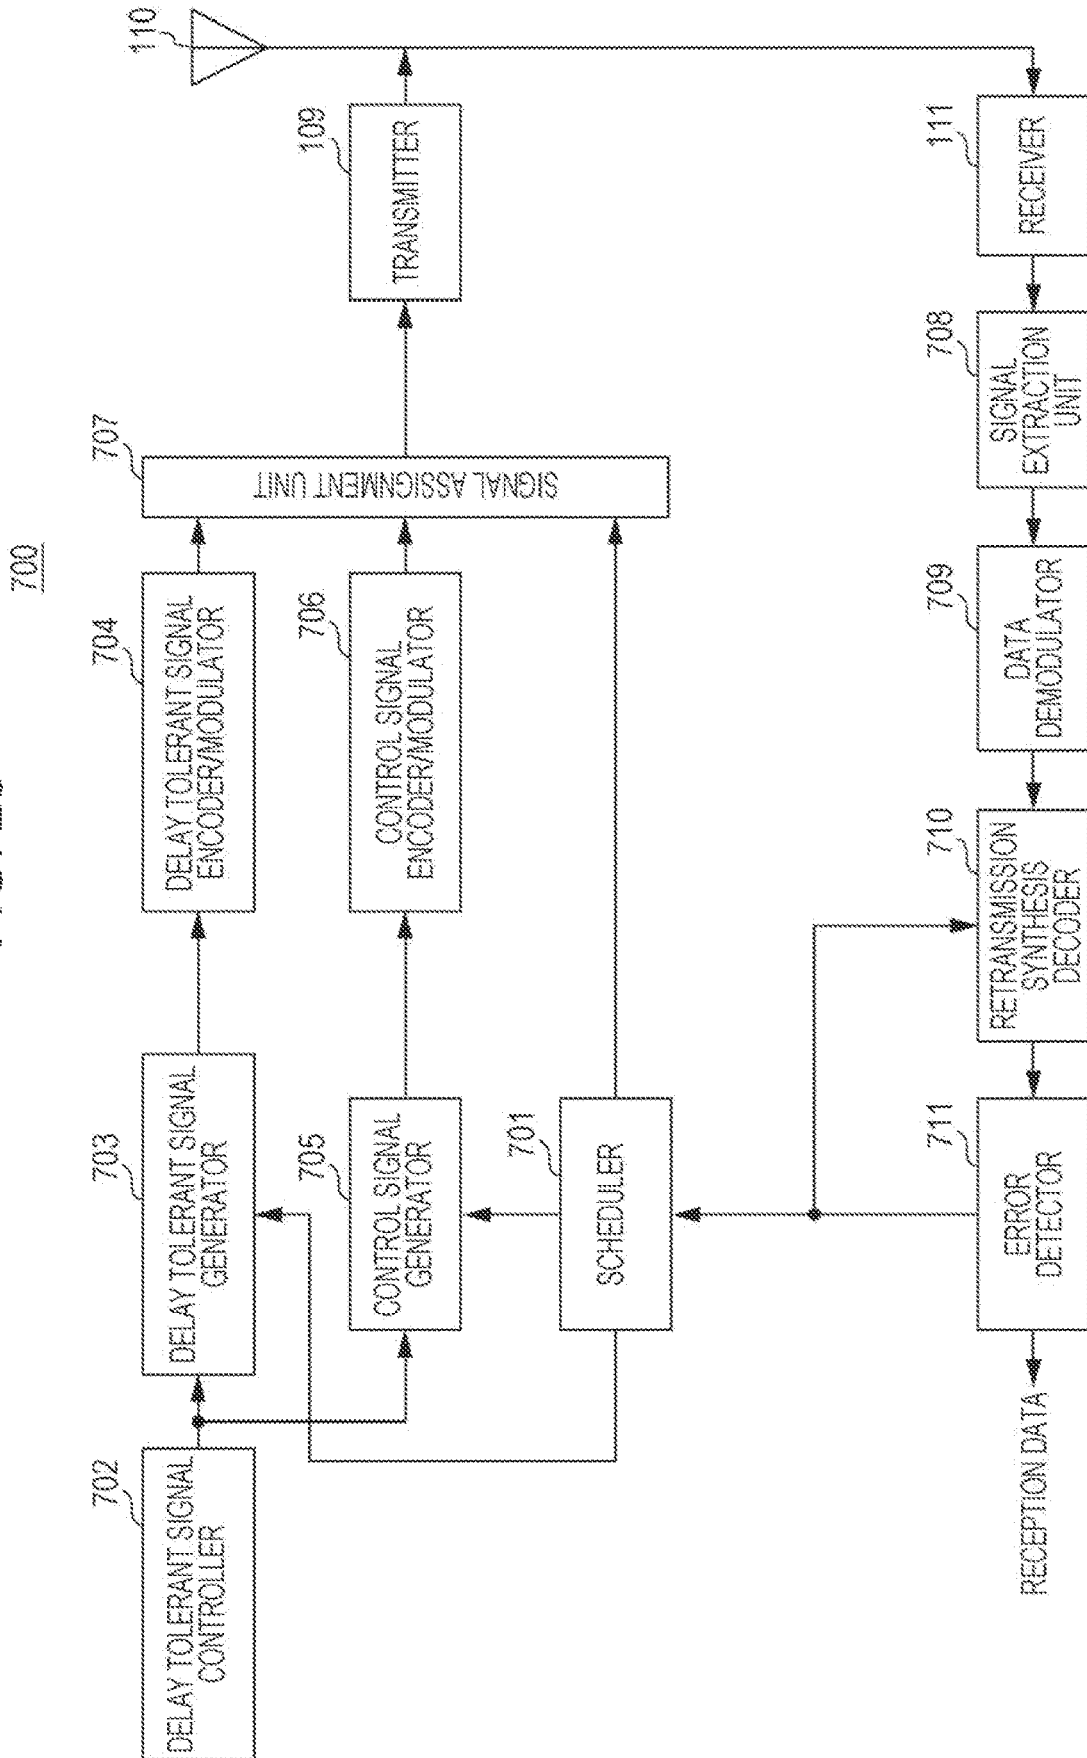 700
702
DELAY TOLERANT SIGNAL
CONTROLLER
703
DELAY TOLERANT SIGNAL
GENERATOR
704
DELAY TOLERANT SIGNAL
ENCODER/MODULATOR
707
SIGNAL ASSIGNMENT UNIT
110
705
CONTROL SIGNAL
GENERATOR
706
CONTROL SIGNAL
ENCODER/MODULATOR
109
TRANSMITTER
701
SCHEDULER
RECEPTION DATA
711
ERROR
DETECTOR
710
RETRANSMISSION
SYNTHESIS
DECODER
709
DATA
DEMODULATOR
708
SIGNAL
EXTRACTION
UNIT
111
RECEIVER